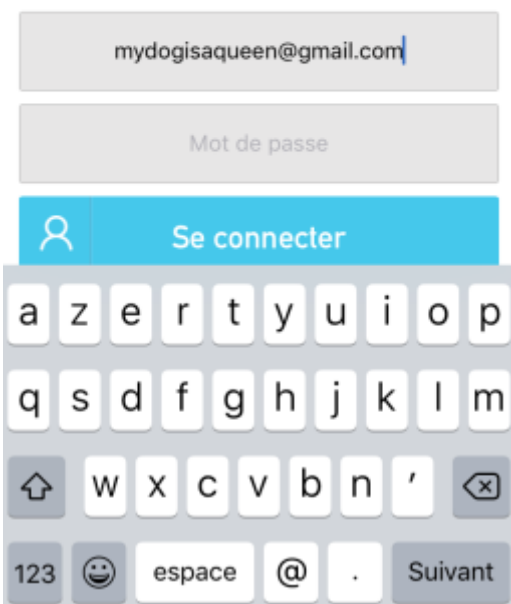 mydogisaqueen@gmail.com
Mot de passe
Se connecter
a z e r t y u i o p
q s d f g h j k l m
w x c v b n ′
123 espace @ . Suivant